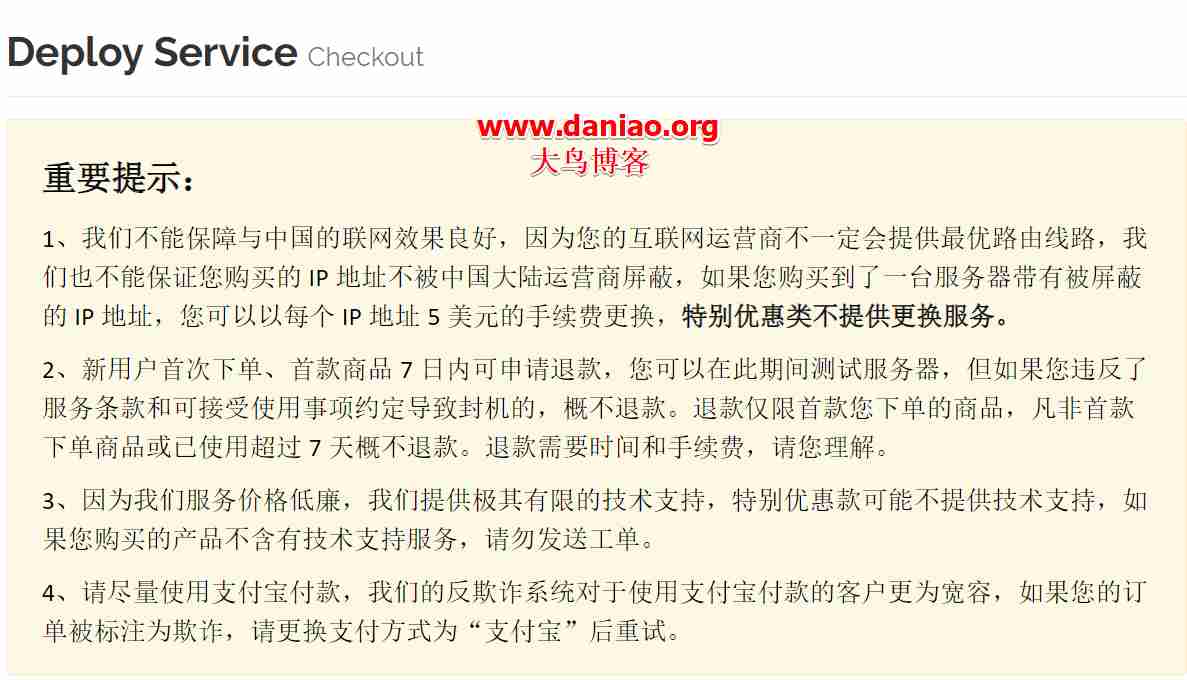 Deploy Service Checkout
www.daniao.org
大鸟博客
重要提示：
1、我们不能保障与中国的联网效果良好，因为您的互联网运营商不一定会提供最优路由线路，我
们也不能保证您购买的 IP 地址不被中国大陆运营商屏蔽，如果您购买到了一台服务器带有被屏蔽
的 IP 地址，您可以以每个 IP 地址 5 美元的手续费更换，特别优惠类不提供更换服务。
2、新用户首次下单、首款商品 7 日内可申请退款，您可以在此期间测试服务器，但如果您违反了
服务条款和可接受使用事项约定导致封机的，概不退款。退款仅限首款您下单的商品，凡非首款
下单商品或已使用超过 7 天概不退款。退款需要时间和手续费，请您理解。
3、因为我们服务价格低廉，我们提供极其有限的技术支持，特别优惠款可能不提供技术支持，如
果您购买的产品不含有技术支持服务，请勿发送工单。
4、请尽量使用支付宝付款，我们的反欺诈系统对于使用支付宝付款的客户更为宽容，如果您的订
单被标注为欺诈，请更换支付方式为“支付宝”后重试。